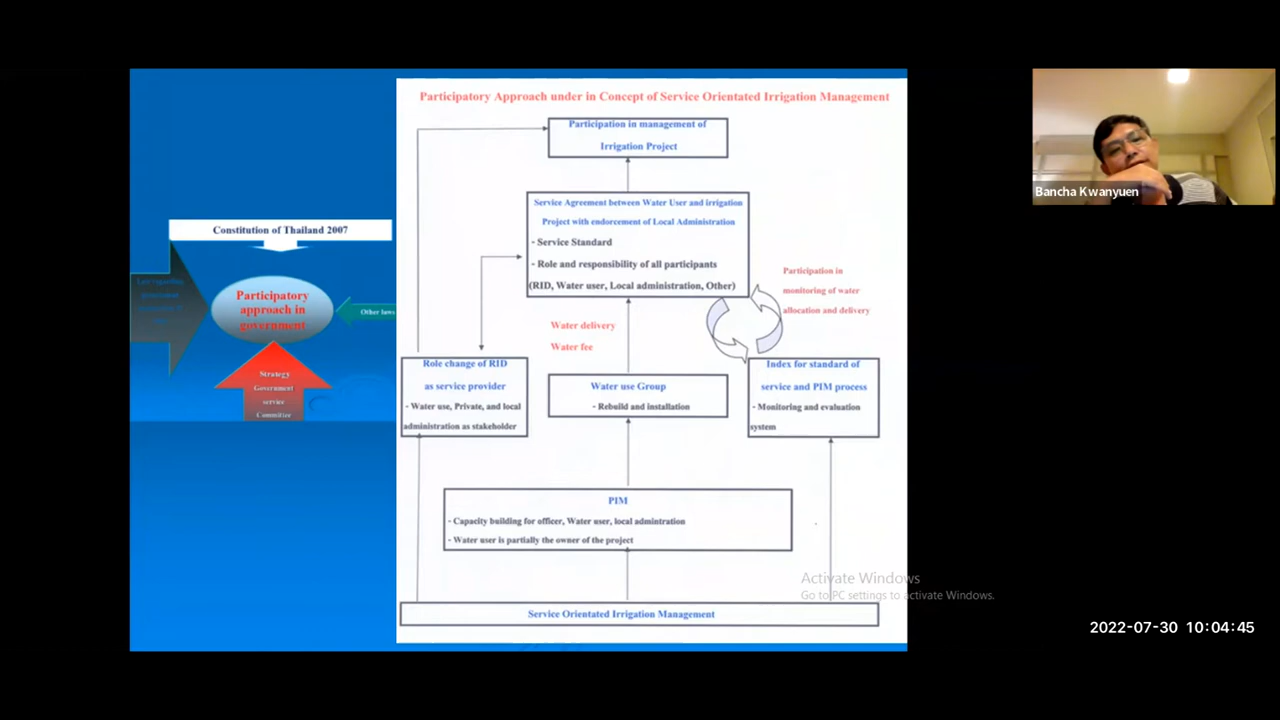 Participatory Approach under in Concept of Service Orientated Irrigation Management
Participation in management of
Irrigation Project
Service Agreement between Water User and irrigation
Project with endorcement of Local Administration
- Service Standard
- Role and responsibility of all participants
(RID, Water user, Local administration, Other)
Participation in
monitoring of water
allocation and delivery
Water delivery
Water fee
Role change of RID
as service provider
- Water use, Private, and local
administration as stakeholder
Water use Group
- Rebuild and installation
Index for standard of
service and PIM process
- Monitoring and evaluation
system
PIM
- Capacity building for officer, Water user, local admintration
- Water user is partially the owner of the project
Service Orientated Irrigation Management
Constitution of Thailand 2007
Participatory
approach in
government
Other laws
Strategy
Government
service
Committee
Bancha Kwanyuen
Activate Windows
Go to PC settings to activate Windows.
2022-07-30 10:04:45